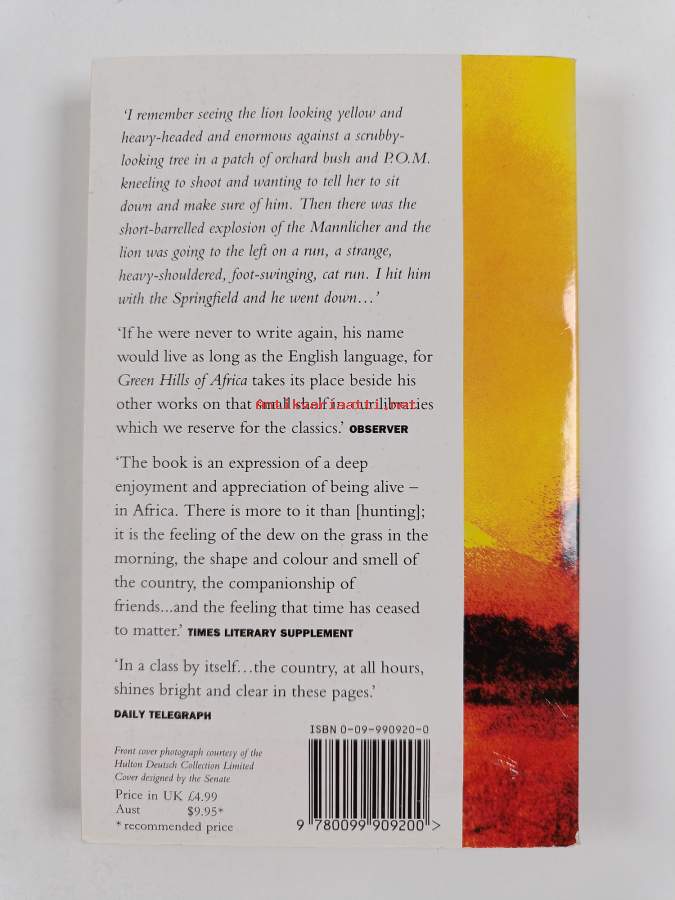 ‘I remember seeing the lion looking yellow and
heavy-headed and enormous against a scrubby-
looking tree in a patch of orchard bush and P.O.M.
kneeling to shoot and wanting to tell her to sit
down and make sure of him. Then there was the
short-barrelled explosion of the Mannlicher and the
lion was going to the left on a run, a strange,
heavy-shouldered, foot-swinging, cat run. I hit him
with the Springfield and he went down…’
‘If he were never to write again, his name
would live as long as the English language, for
Green Hills of Africa takes its place beside his
other works on that small shelf in our libraries
which we reserve for the classics.’ OBSERVER
‘The book is an expression of a deep
enjoyment and appreciation of being alive –
in Africa. There is more to it than [hunting];
it is the feeling of the dew on the grass in the
morning, the shape and colour and smell of
the country, the companionship of
friends...and the feeling that time has ceased
to matter.’ TIMES LITERARY SUPPLEMENT
‘In a class by itself…the country, at all hours,
shines bright and clear in these pages.’
DAILY TELEGRAPH
ISBN 0-09-990920-0
Front cover photograph courtesy of the
Hulton Deutsch Collection Limited
Cover designed by the Senate
Price in UK £4.99
Aust $9.95*
*recommended price
9 780099 909200 >